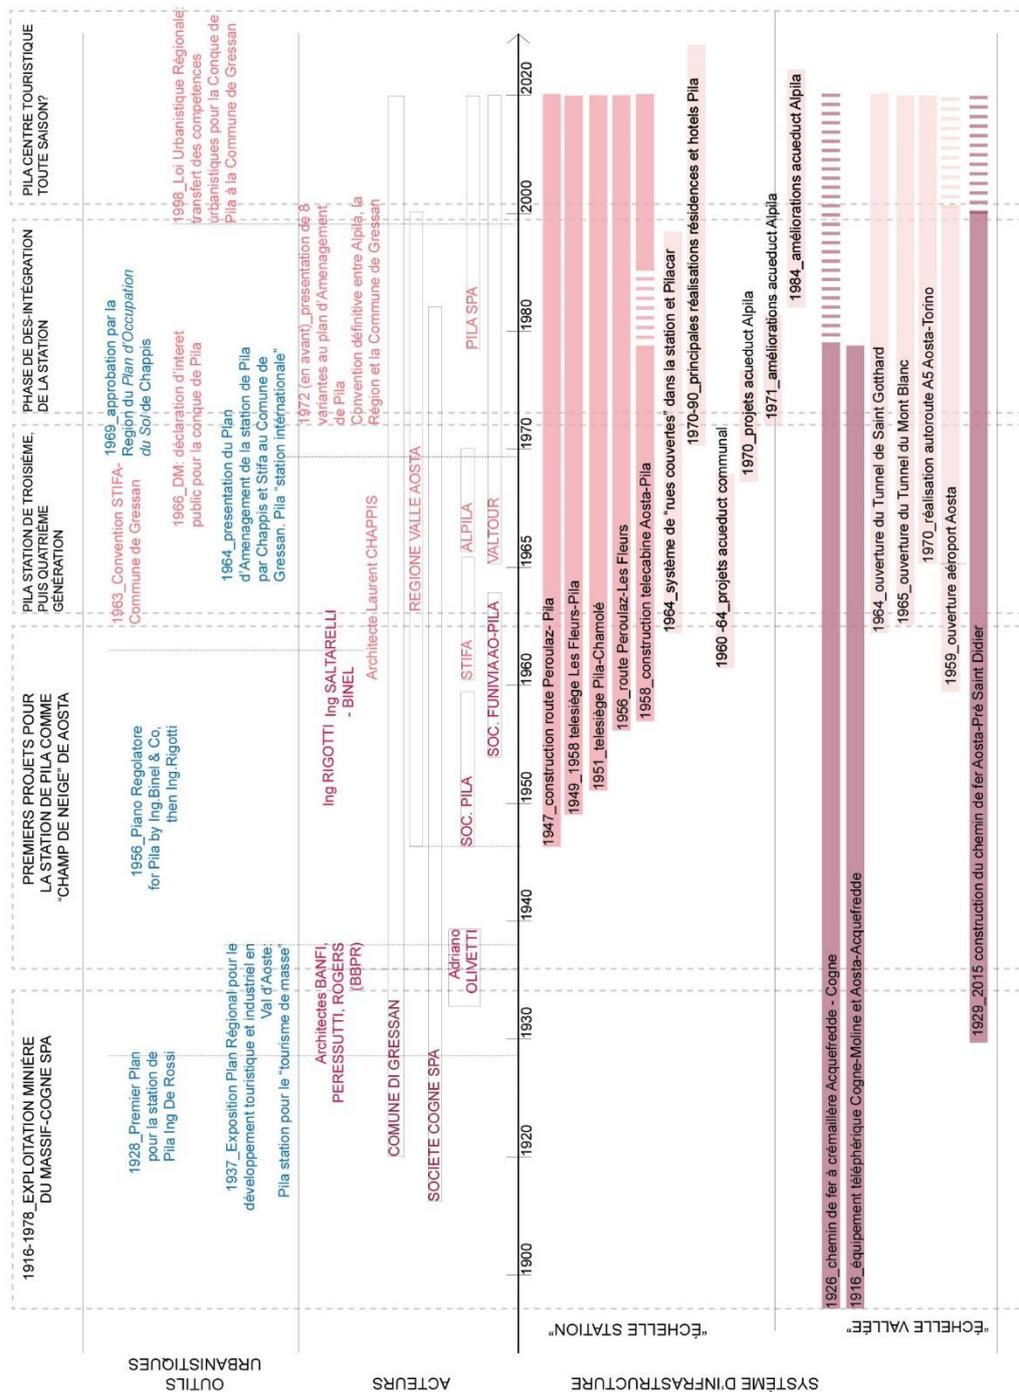 1916-1978_EXPLOITATION MINIÈRE
DU MASSIF-COGNE SPA
PREMIERS PROJETS POUR
LA STATION DE PILA COMME
"CHAMP DE NEIGE" DE AOSTA
PILA STATION DE TROISIÈME,
PUIS QUATRIÈME
GÉNÉRATION
PHASE DE DES-INTÉGRATION
DE LA STATION
PILA CENTRE TOURISTIQUE
TOUTE SAISON?
OUTILS
URBANISTIQUES
1928_Premier Plan
pour la station de
Pila Ing De Rossi
1937_Exposition Plan Régional pour le
développement touristique et industriel en
Val d'Aoste:
Pila station pour le "tourisme de masse"
1956_Piano Regolatore
for Pila by Ing.Binel & Co,
then Ing.Rigotti
1963_Convention STIFA-
Commune de Gressan
1966_DM: déclaration d'interet
public pour la conque de Pila
1964_presentation du Plan
d'Amenagement de la station de Pila
par Chappis et Stifa au Comune de
Gressan. Pila "station intérnationale"
1969_approbation par la
Region du Plan d'Occupation
du Sol de Chappis
1998_Loi Urbanistique Régionale:
transfert des competences
urbanistiques pour la Conque de
Pila à la Commune de Gressan
ACTEURS
Architectes BANFI,
PERESSUTTI, ROGERS
(BBPR)
Ing RIGOTTI Ing SALTARELLI
- BINEL
Architecte Laurent CHAPPIS
1972 (en avant)_presentation de 8
variantes au plan d'Amenagement
de Pila
Convention définitive entre Alpila, la
Région et la Commune de Gressan
COMUNE DI GRESSAN
REGIONE VALLE AOSTA
SOCIETE COGNE SPA
Adriano
OLIVETTI
SOC. PILA
STIFA
ALPILA
PILA SPA
SOC. FUNIVIA AO-PILA
VALTOUR
1900
1920
1930
1940
1950
1960
1965
1970
1980
2000
2020
SYSTÈME D'INFRASTRUCTURE
"ÉCHELLE STATION"
1947_construction route Peroulaz- Pila
1949_1958 telesiège Les Fleurs-Pila
1951_telesiège Pila-Chamolé
1956_route Peroulaz-Les Fleurs
1958_construction telecabine Aosta-Pila
1964_système de "rues couvertes" dans la station et Pilacar
1970-90_principales réalisations résidences et hotels Pila
1960 -64_projets acueduct communal
1970_projets acueduct Alpila
1971_améliorations acueduct Alpila
1984_améliorations acueduct Alpila
"ÉCHELLE VALLÉE"
1926_chemin de fer à crémaillère Acquefredde - Cogne
1916_équipement téléphérique Cogne-Moline et Aosta-Acquefredde
1964_ouverture du Tunnel de Saint Gotthard
1965_ouverture du Tunnel du Mont Blanc
1970_réalisation autoroute A5 Aosta-Torino
1959_ouverture aéroport Aosta
1929_2015 construction du chemin de fer Aosta-Pré Saint Didier